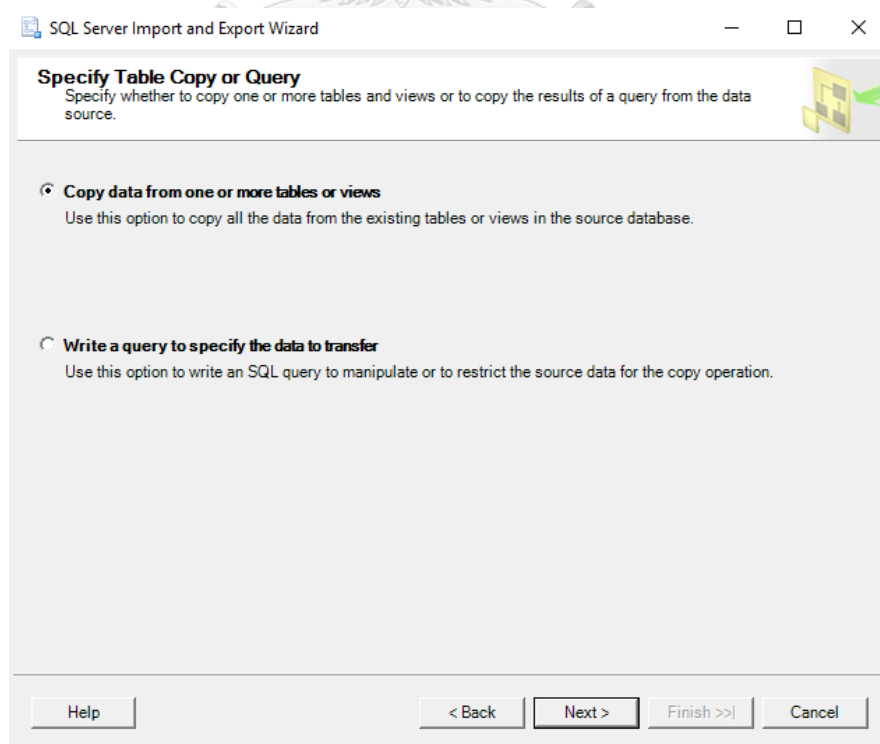 SQL Server Import and Export Wizard
Specify Table Copy or Query
Specify whether to copy one or more tables and views or to copy the results of a query from the data
source.
Copy data from one or more tables or views
Use this option to copy all the data from the existing tables or views in the source database.
Write a query to specify the data to transfer
Use this option to write an SQL query to manipulate or to restrict the source data for the copy operation.
Help
< Back
Next >
Finish >>|
Cancel